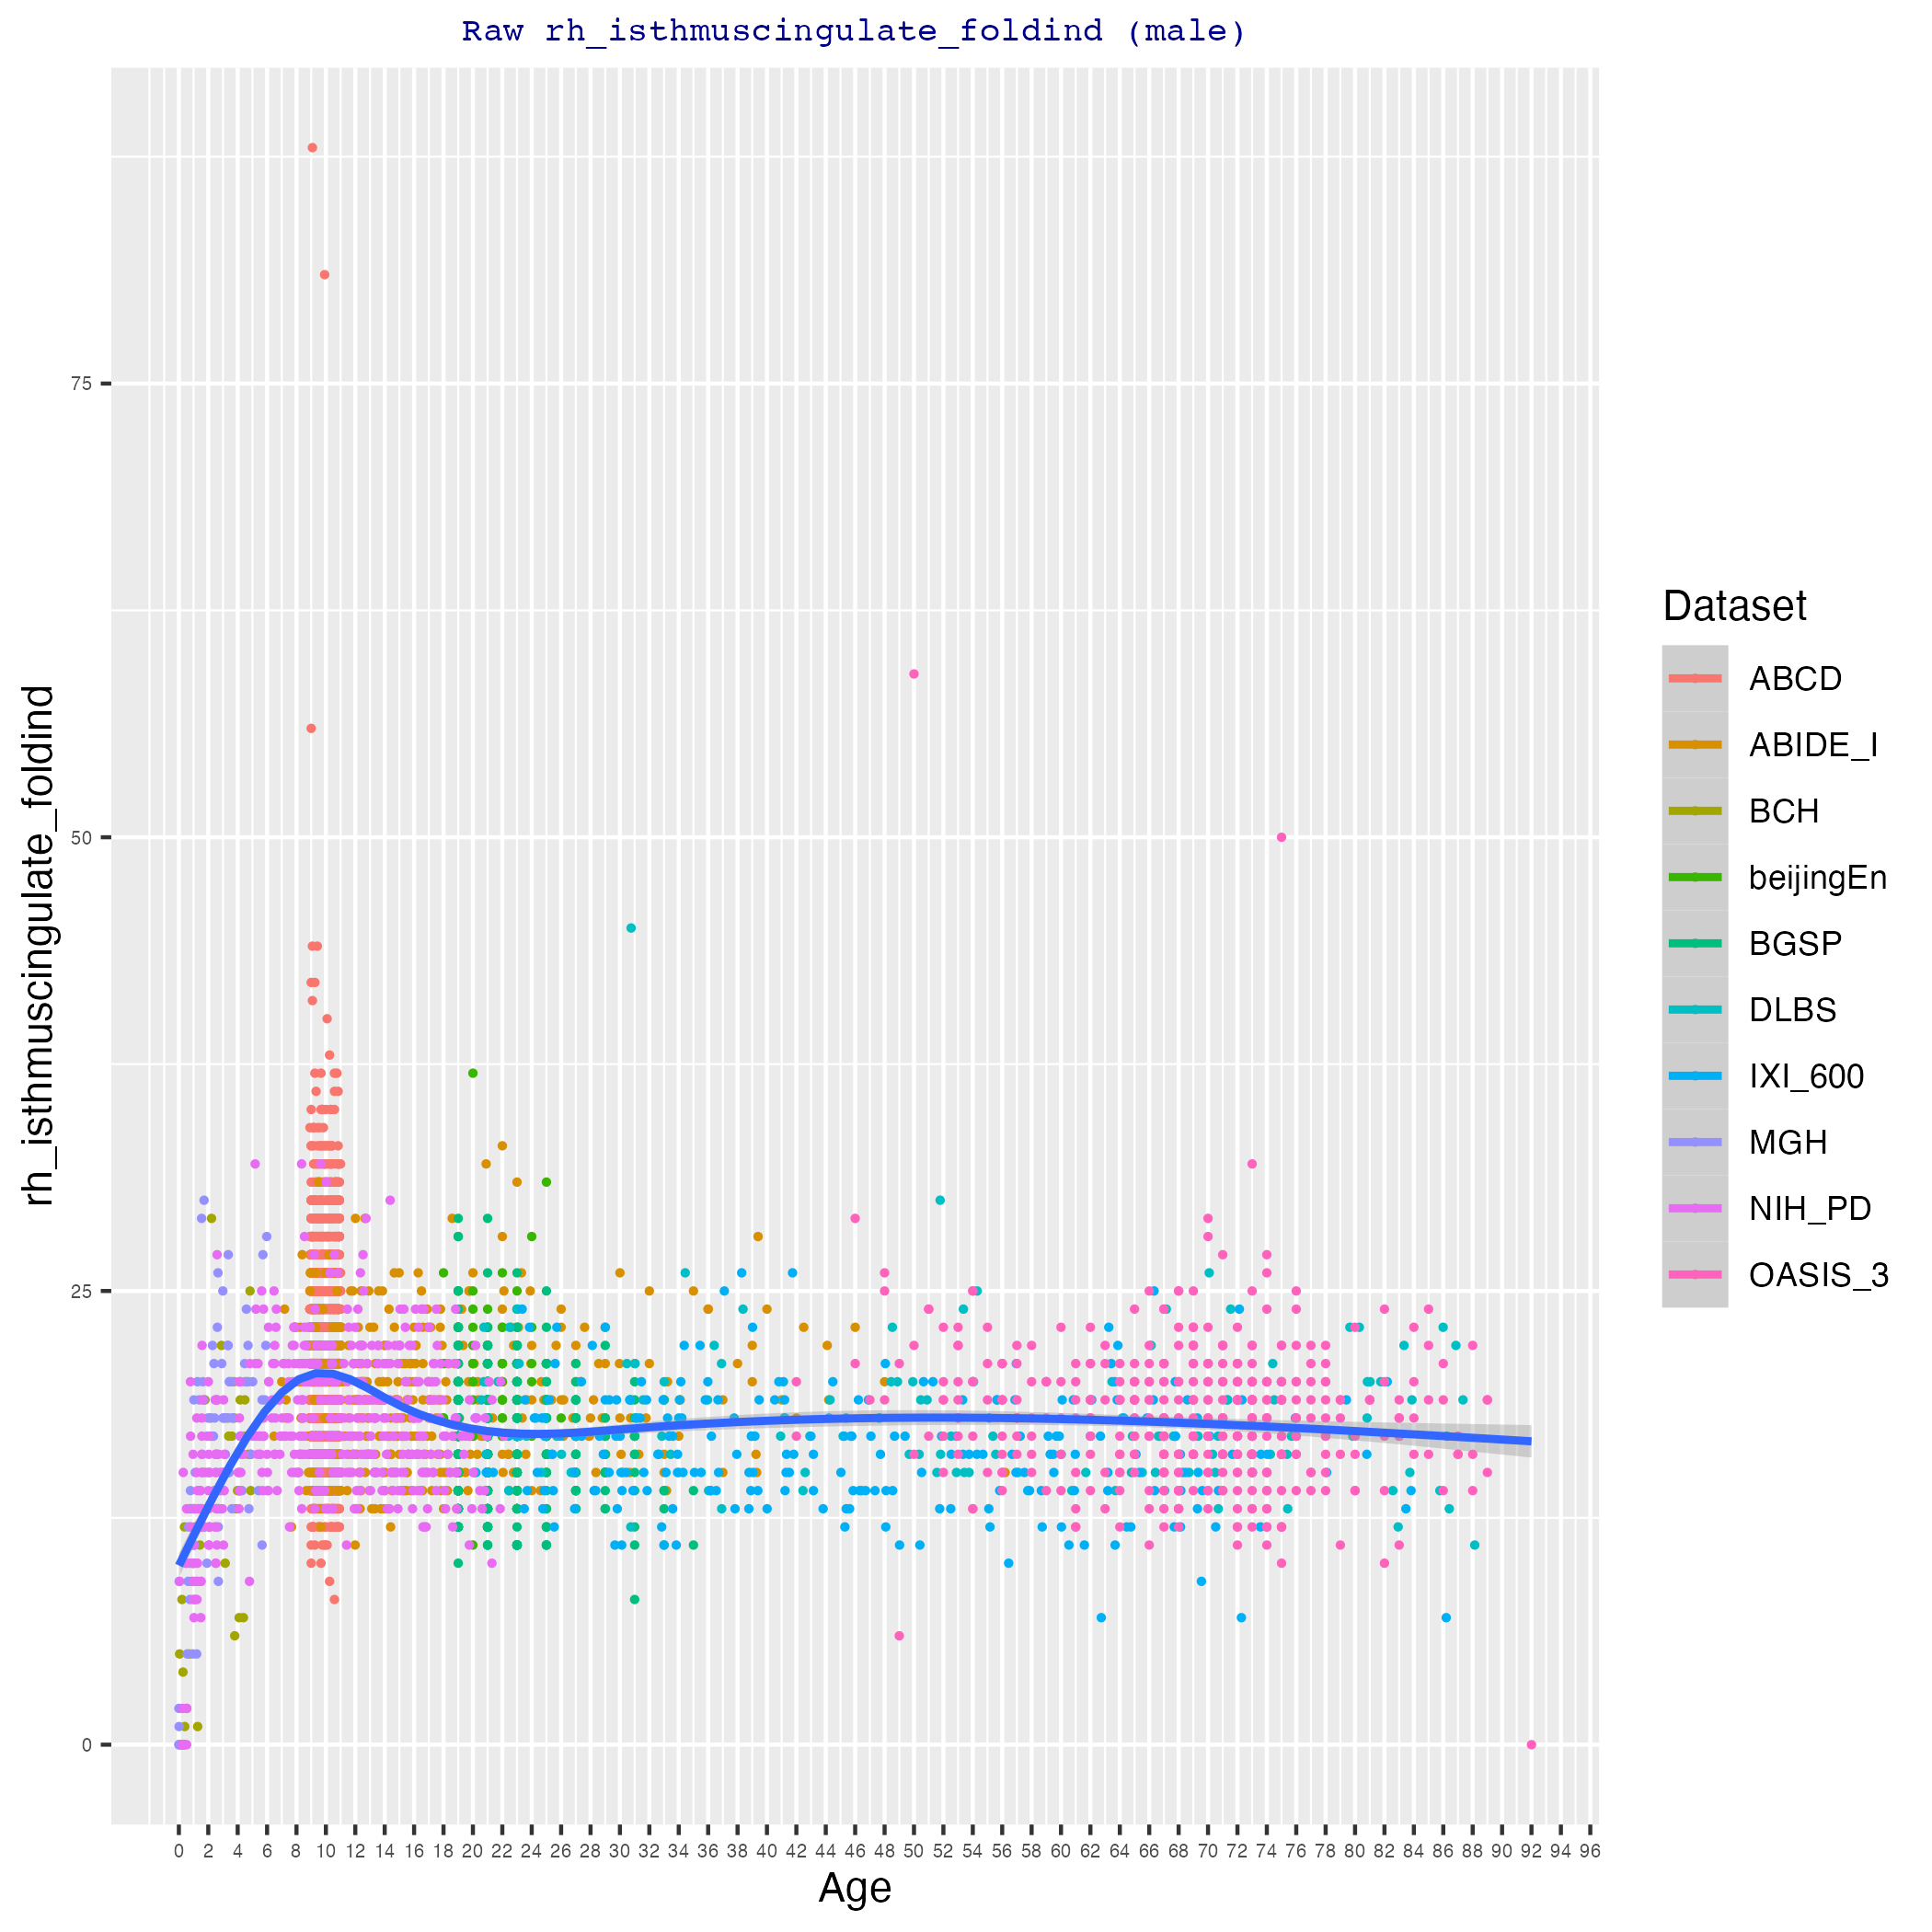 Raw rh_isthmuscingulate_foldind (male)
rh_isthmuscingulate_foldind
75
50
25
0
0 2 4 6 8 10 12 14 16 18 20 22 24 26 28 30 32 34 36 38 40 42 44 46 48 50 52 54 56 58 60 62 64 66 68 70 72 74 76 78 80 82 84 86 88 90 92 94 96
Age
Dataset
ABCD
ABIDE_I
BCH
beijingEn
BGSP
DLBS
IXI_600
MGH
NIH_PD
OASIS_3